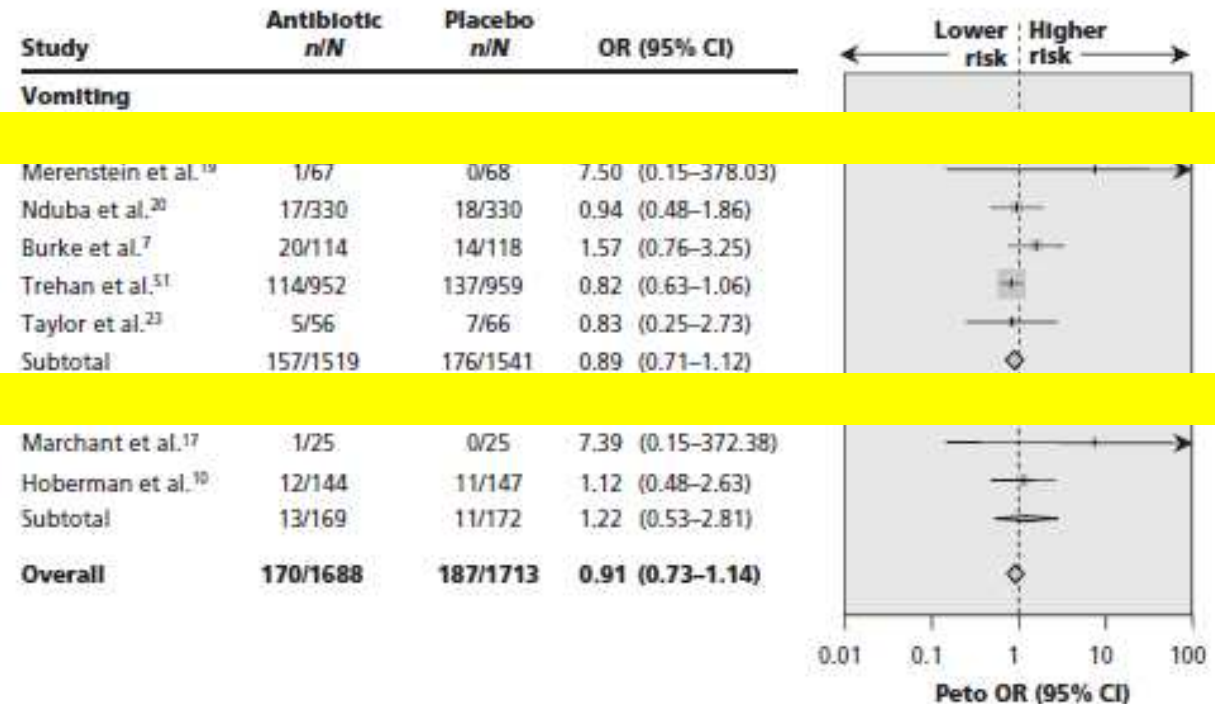 Antibiotic Placebo
Study n/N n/N OR (95% CI)
Lower Higher
risk risk
Vomiting
Merenstein et al.19 1/67 0/68 7.50 (0.15–378.03)
Nduba et al.20 17/330 18/330 0.94 (0.48–1.86)
Burke et al.7 20/114 14/118 1.57 (0.76–3.25)
Trehan et al.51 114/952 137/959 0.82 (0.63–1.06)
Taylor et al.23 5/56 7/66 0.83 (0.25–2.73)
Subtotal 157/1519 176/1541 0.89 (0.71–1.12)
Marchant et al.17 1/25 0/25 7.39 (0.15–372.38)
Hoberman et al.10 12/144 11/147 1.12 (0.48–2.63)
Subtotal 13/169 11/172 1.22 (0.53–2.81)
Overall 170/1688 187/1713 0.91 (0.73–1.14)
0.01 0.1 1 10 100
Peto OR (95% CI)